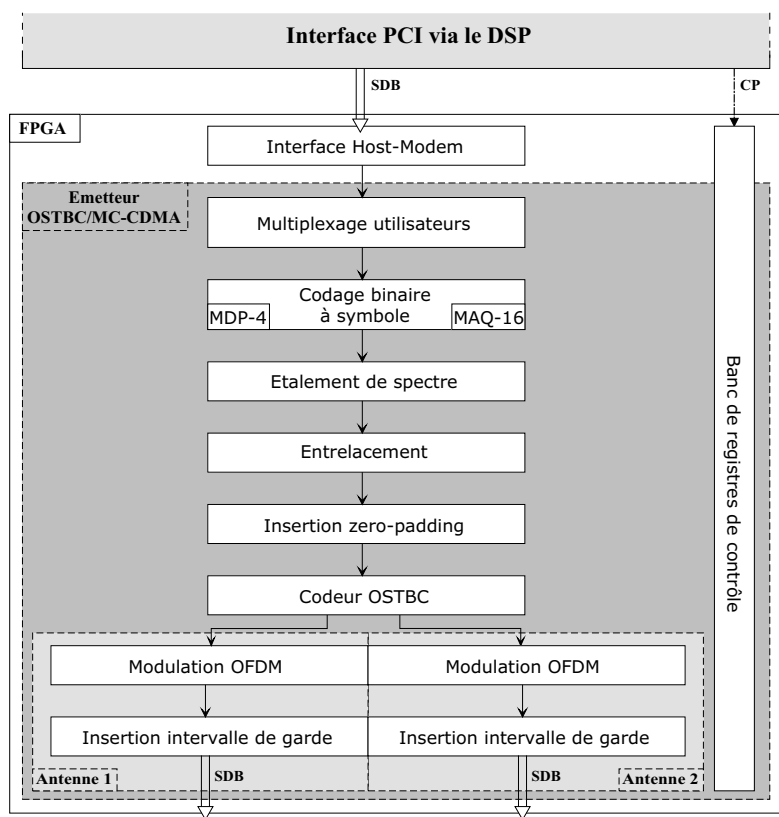 Interface PCI via le DSP
SDB
CP
FPGA
Interface Host-Modem
Emetteur
OSTBC/MC-CDMA
Multiplexage utilisateurs
Codage binaire
à symbole
MDP-4
MAQ-16
Etalement de spectre
Entrelacement
Insertion zero-padding
Codeur OSTBC
Banc de registres de contrôle
Modulation OFDM
Modulation OFDM
Insertion intervalle de garde
Insertion intervalle de garde
Antenne 1
SDB
SDB
Antenne 2